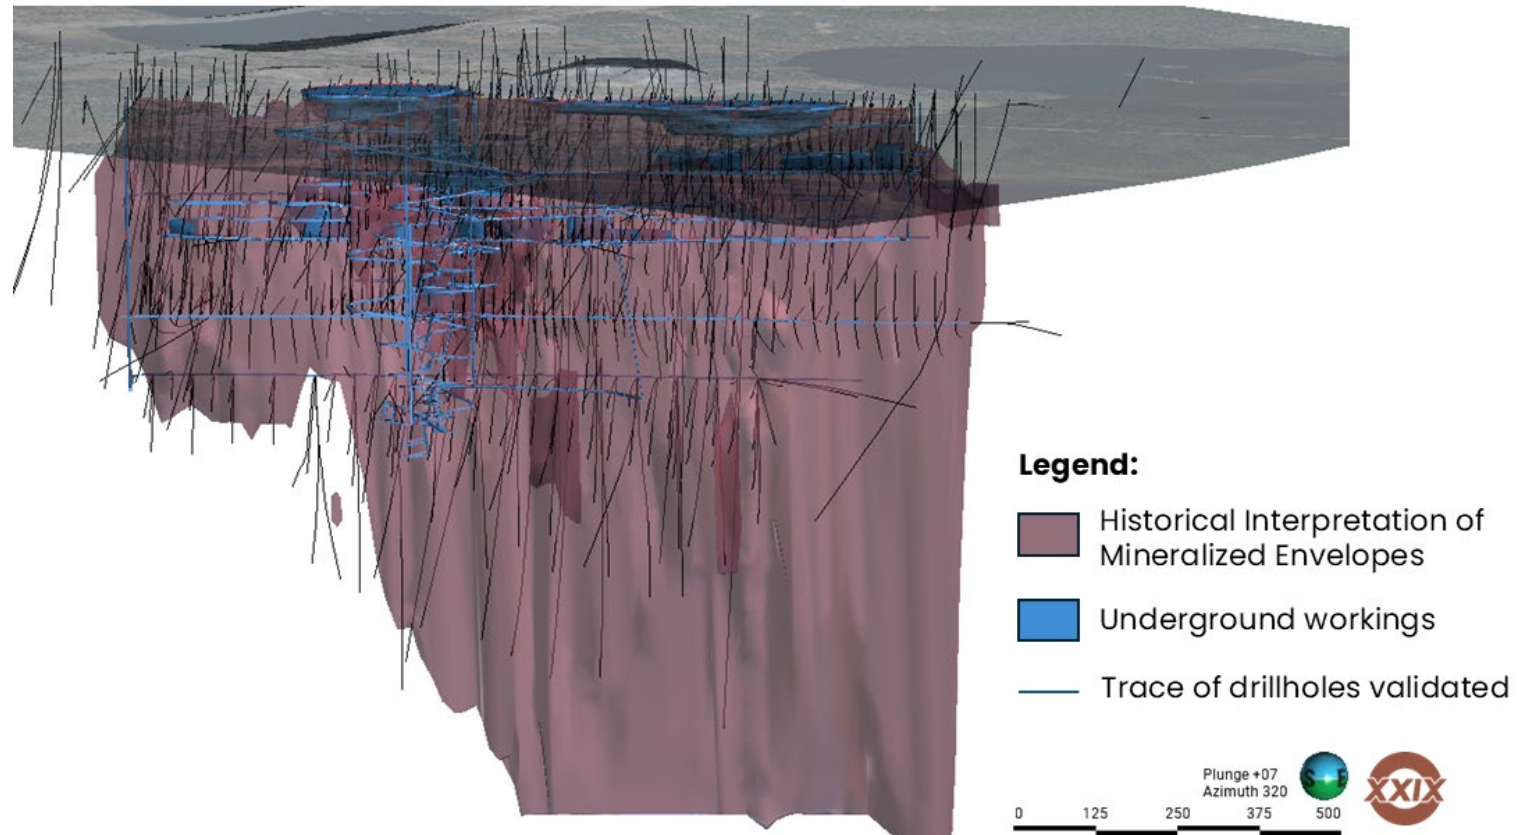 Legend:
Historical Interpretation of
Mineralized Envelopes
Underground workings
Trace of drillholes validated
Plunge +07
Azimuth 320
S E
XXIX
0 125 250 375 500